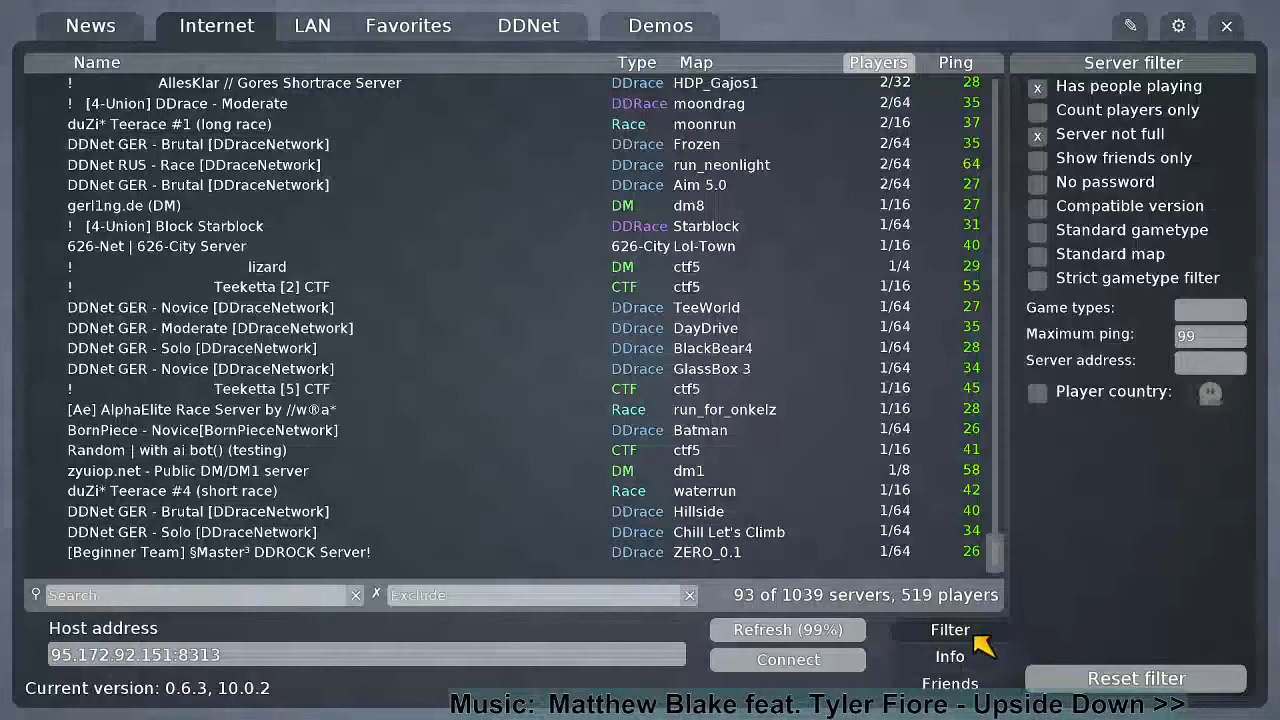 News Internet LAN Favorites DDNet Demos
Name Type Map Players Ping Server filter
! AllesKlar // Gores Shortrace Server DDrace HDP_Gajos1 2/32 28
! [4-Union] DDrace - Moderate DDRace moondrag 2/64 35
duZi* Teerace #1 (long race) Race moonrun 2/16 37
DDNet GER - Brutal [DDraceNetwork] DDrace Frozen 2/64 35
DDNet RUS - Race [DDraceNetwork] DDrace run_neonlight 2/64 64
DDNet GER - Brutal [DDraceNetwork] DDrace Aim 5.0 2/64 27
gerl1ng.de (DM) DM dm8 1/16 27
! [4-Union] Block Starblock DDRace Starblock 1/64 31
626-Net | 626-City Server 626-City Lol-Town 1/16 40
! lizard DM ctf5 1/4 29
! Teeketta [2] CTF CTF ctf5 1/16 55
DDNet GER - Novice [DDraceNetwork] DDrace TeeWorld 1/64 27
DDNet GER - Moderate [DDraceNetwork] DDrace DayDrive 1/64 35
DDNet GER - Solo [DDraceNetwork] DDrace BlackBear4 1/64 28
DDNet GER - Novice [DDraceNetwork] DDrace GlassBox 3 1/64 34
! Teeketta [5] CTF CTF ctf5 1/16 45
[Ae] AlphaElite Race Server by //w®a* Race run_for_onkelz 1/16 28
BornPiece - Novice[BornPieceNetwork] DDrace Batman 1/64 26
Random | with ai bot() (testing) CTF ctf5 1/16 41
zyuiop.net - Public DM/DM1 server DM dm1 1/8 58
duZi* Teerace #4 (short race) Race waterrun 1/16 42
DDNet GER - Brutal [DDraceNetwork] DDrace Hillside 1/64 40
DDNet GER - Solo [DDraceNetwork] DDrace Chill Let's Climb 1/64 34
[Beginner Team] §Master³ DDROCK Server! DDrace ZERO_0.1 1/64 26
x Has people playing
Count players only
x Server not full
Show friends only
No password
Compatible version
Standard gametype
Standard map
Strict gametype filter
Game types:
Maximum ping: 99
Server address:
Player country:
Search Exclude 93 of 1039 servers, 519 players
Host address Refresh (99%) Filter
95.172.92.151:8313 Connect Info
Current version: 0.6.3, 10.0.2 Friends Reset filter
Music: Matthew Blake feat. Tyler Fiore - Upside Down >>